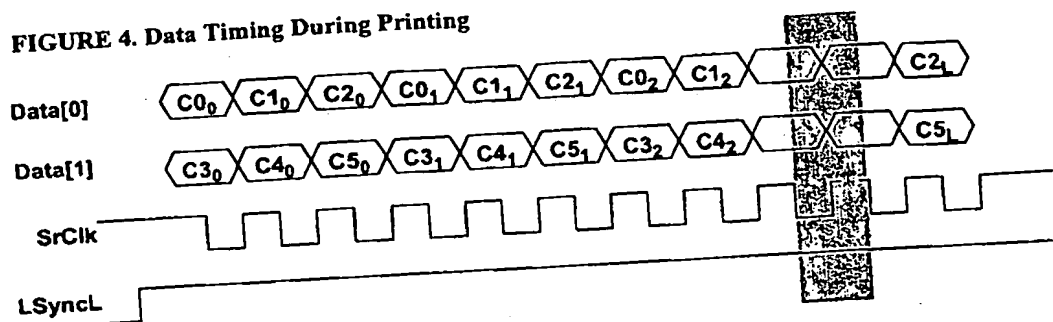 FIGURE 4. Data Timing During Printing
Data[0] C0₀ C1₀ C2₀ C0₁ C1₁ C2₁ C0₂ C1₂ C2L
Data[1] C3₀ C4₀ C5₀ C3₁ C4₁ C5₁ C3₂ C4₂ C5L
SrClk
LSyncL